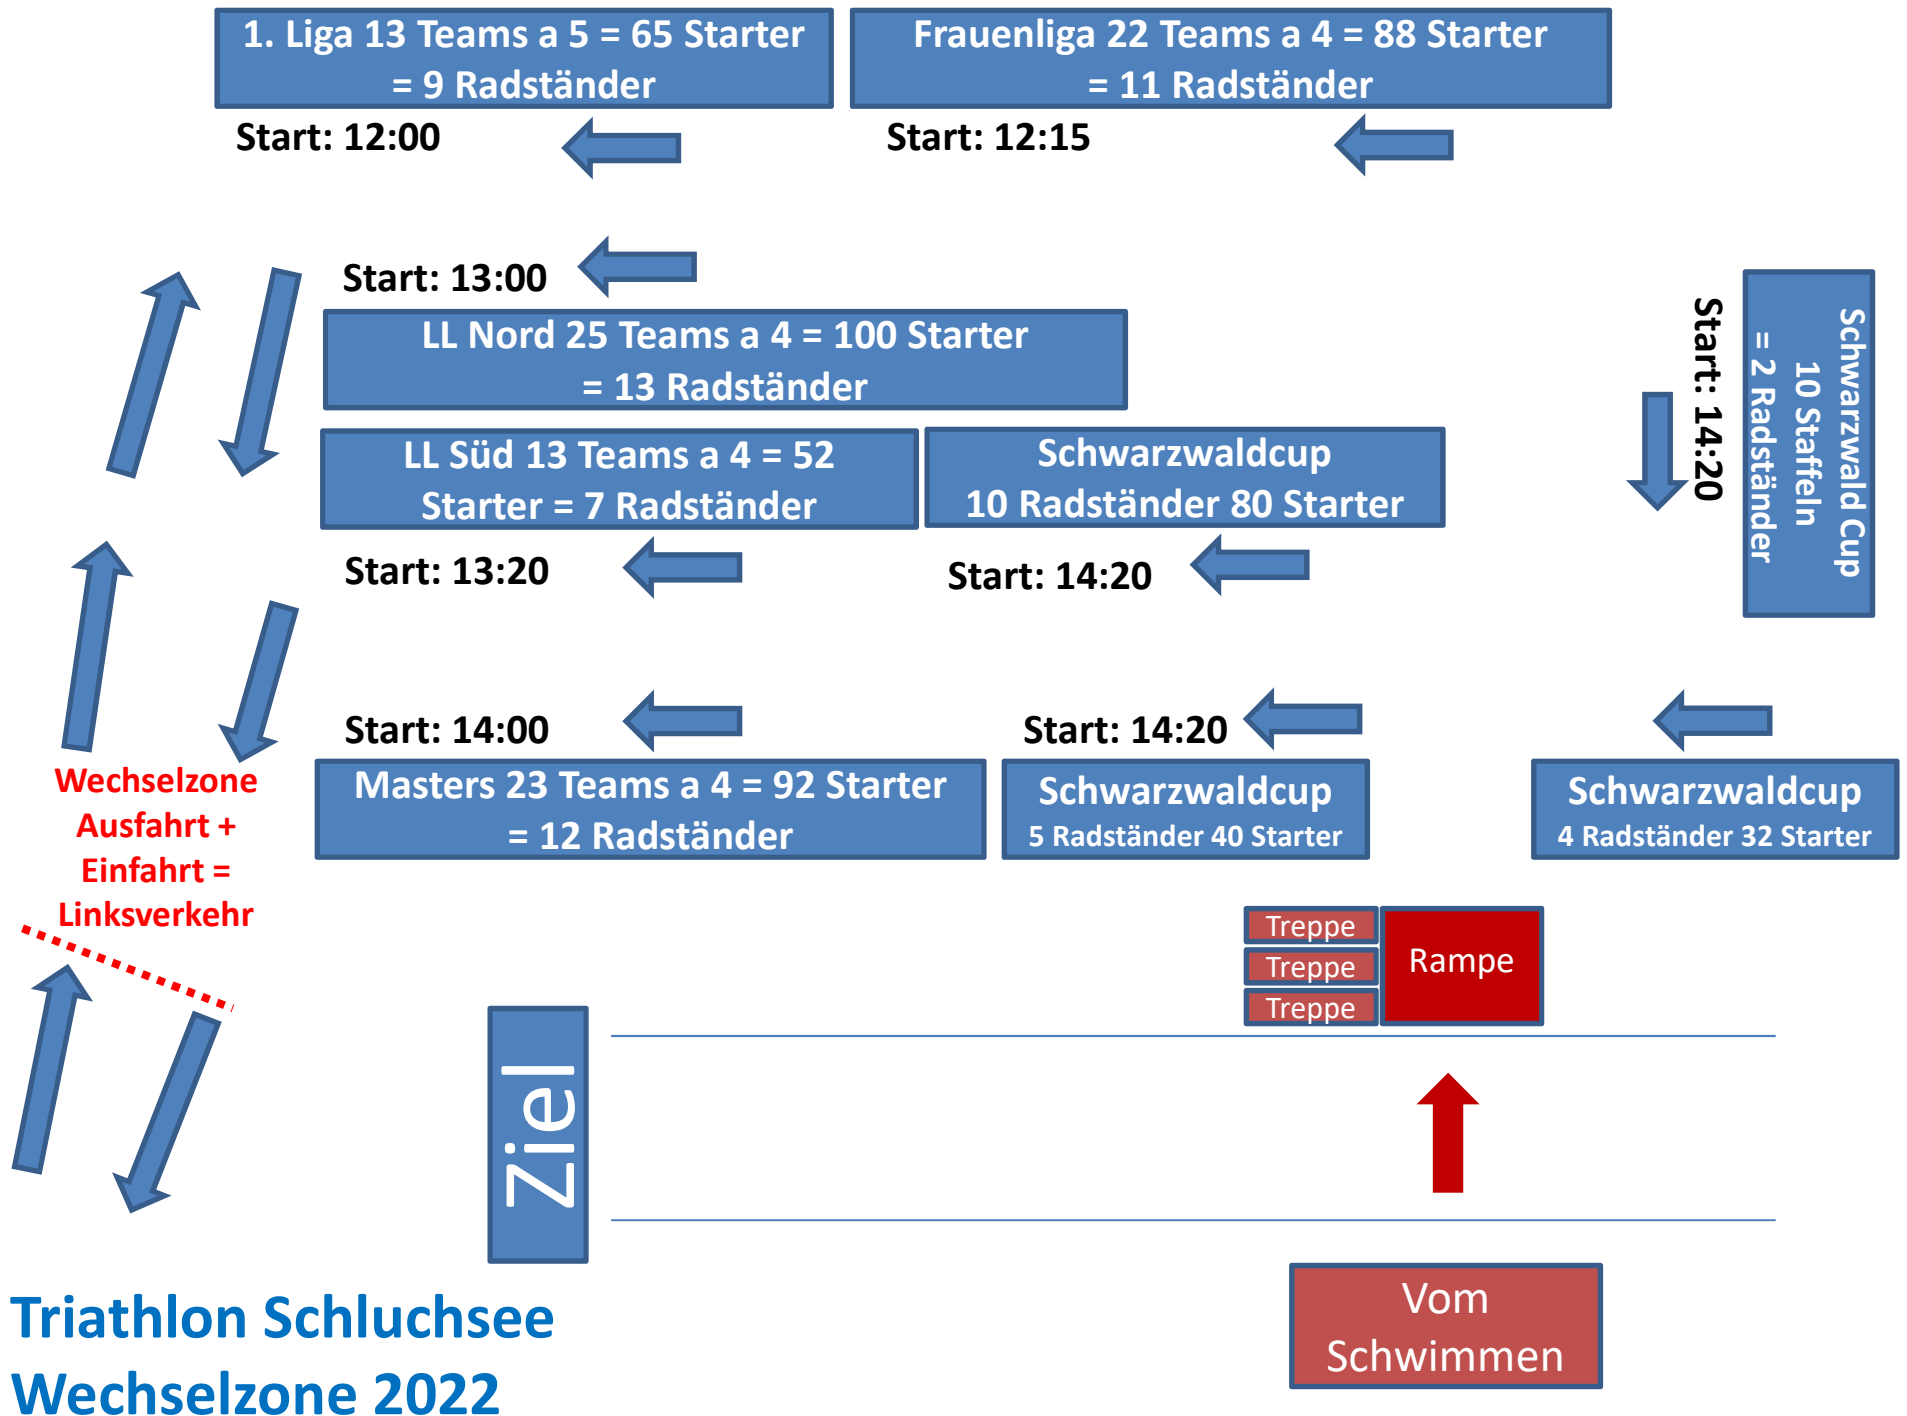 1. Liga 13 Teams a 5 = 65 Starter
= 9 Radständer
Frauenliga 22 Teams a 4 = 88 Starter
= 11 Radständer
Start: 12:00
Start: 12:15
Start: 13:00
LL Nord 25 Teams a 4 = 100 Starter
= 13 Radständer
Schwarzwald Cup
10 Staffeln
= 2 Radständer
Start: 14:20
LL Süd 13 Teams a 4 = 52
Starter = 7 Radständer
Schwarzwaldcup
10 Radständer 80 Starter
Start: 13:20
Start: 14:20
Start: 14:00
Start: 14:20
Masters 23 Teams a 4 = 92 Starter
= 12 Radständer
Schwarzwaldcup
5 Radständer 40 Starter
Schwarzwaldcup
4 Radständer 32 Starter
Wechselzone
Ausfahrt +
Einfahrt =
Linksverkehr
Treppe
Treppe
Treppe
Rampe
Ziel
Vom
Schwimmen
Triathlon Schluchsee
Wechselzone 2022